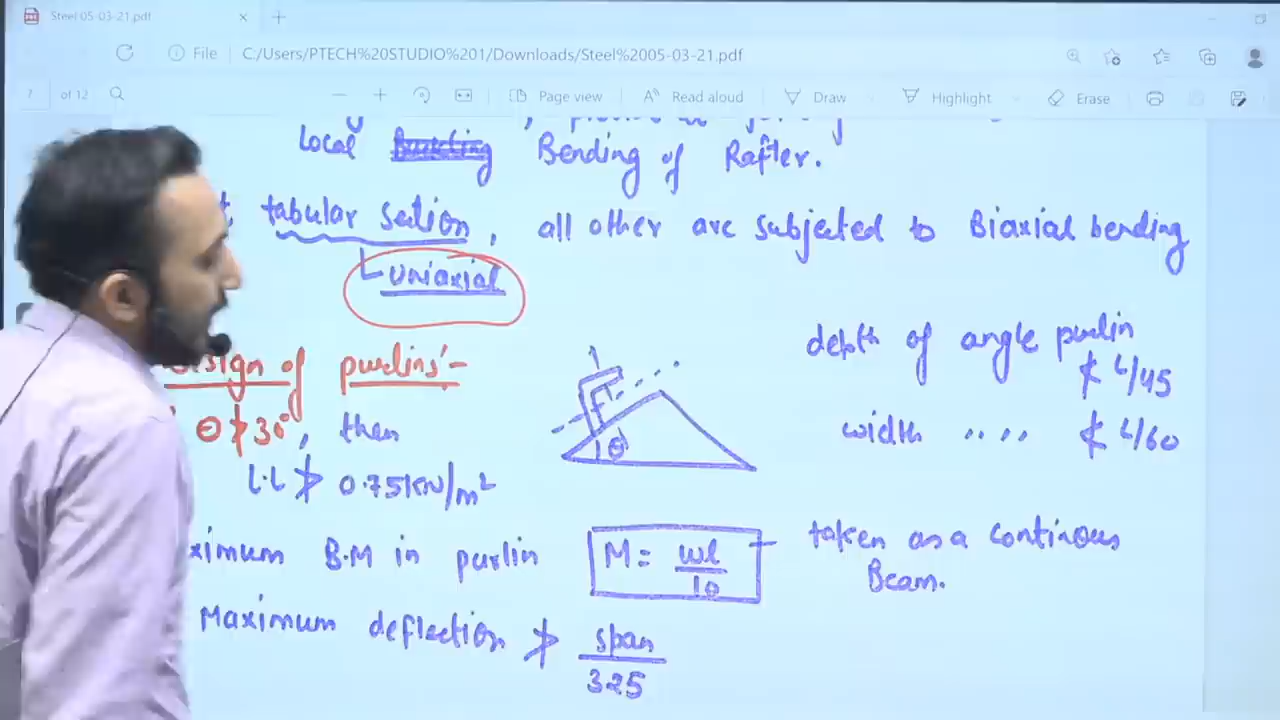 Steel 05-03-21.pdf
File C:/Users/PTECH%20STUDIO%201/Downloads/Steel%2005-03-21.pdf
7 of 12 Page view Read aloud Draw Highlight Erase
Local Bending of Rafter.
tabular section, all other are subjected to Biaxial bending
uniaxial
design of purlins:-
θ ≯ 30°, then
L.L ≯ 0.75KN/m²
θ
depth of angle purlin
≮ L/45
width ,, ,, ≮ L/60
ximum B.M in purlin M = wl/10 — taken as a continous
Beam.
Maximum deflection ≯ span/325